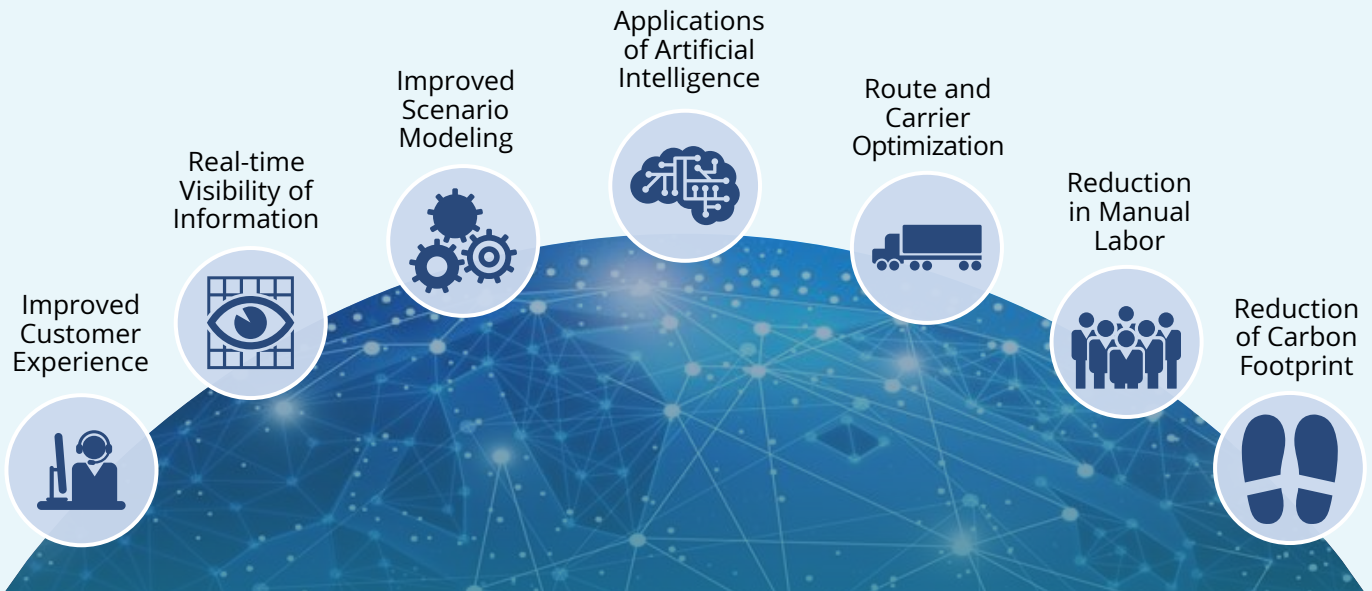 Improved
Customer
Experience
Real-time
Visibility of
Information
Improved
Scenario
Modeling
Applications
of Artificial
Intelligence
Route and
Carrier
Optimization
Reduction
in Manual
Labor
Reduction
of Carbon
Footprint